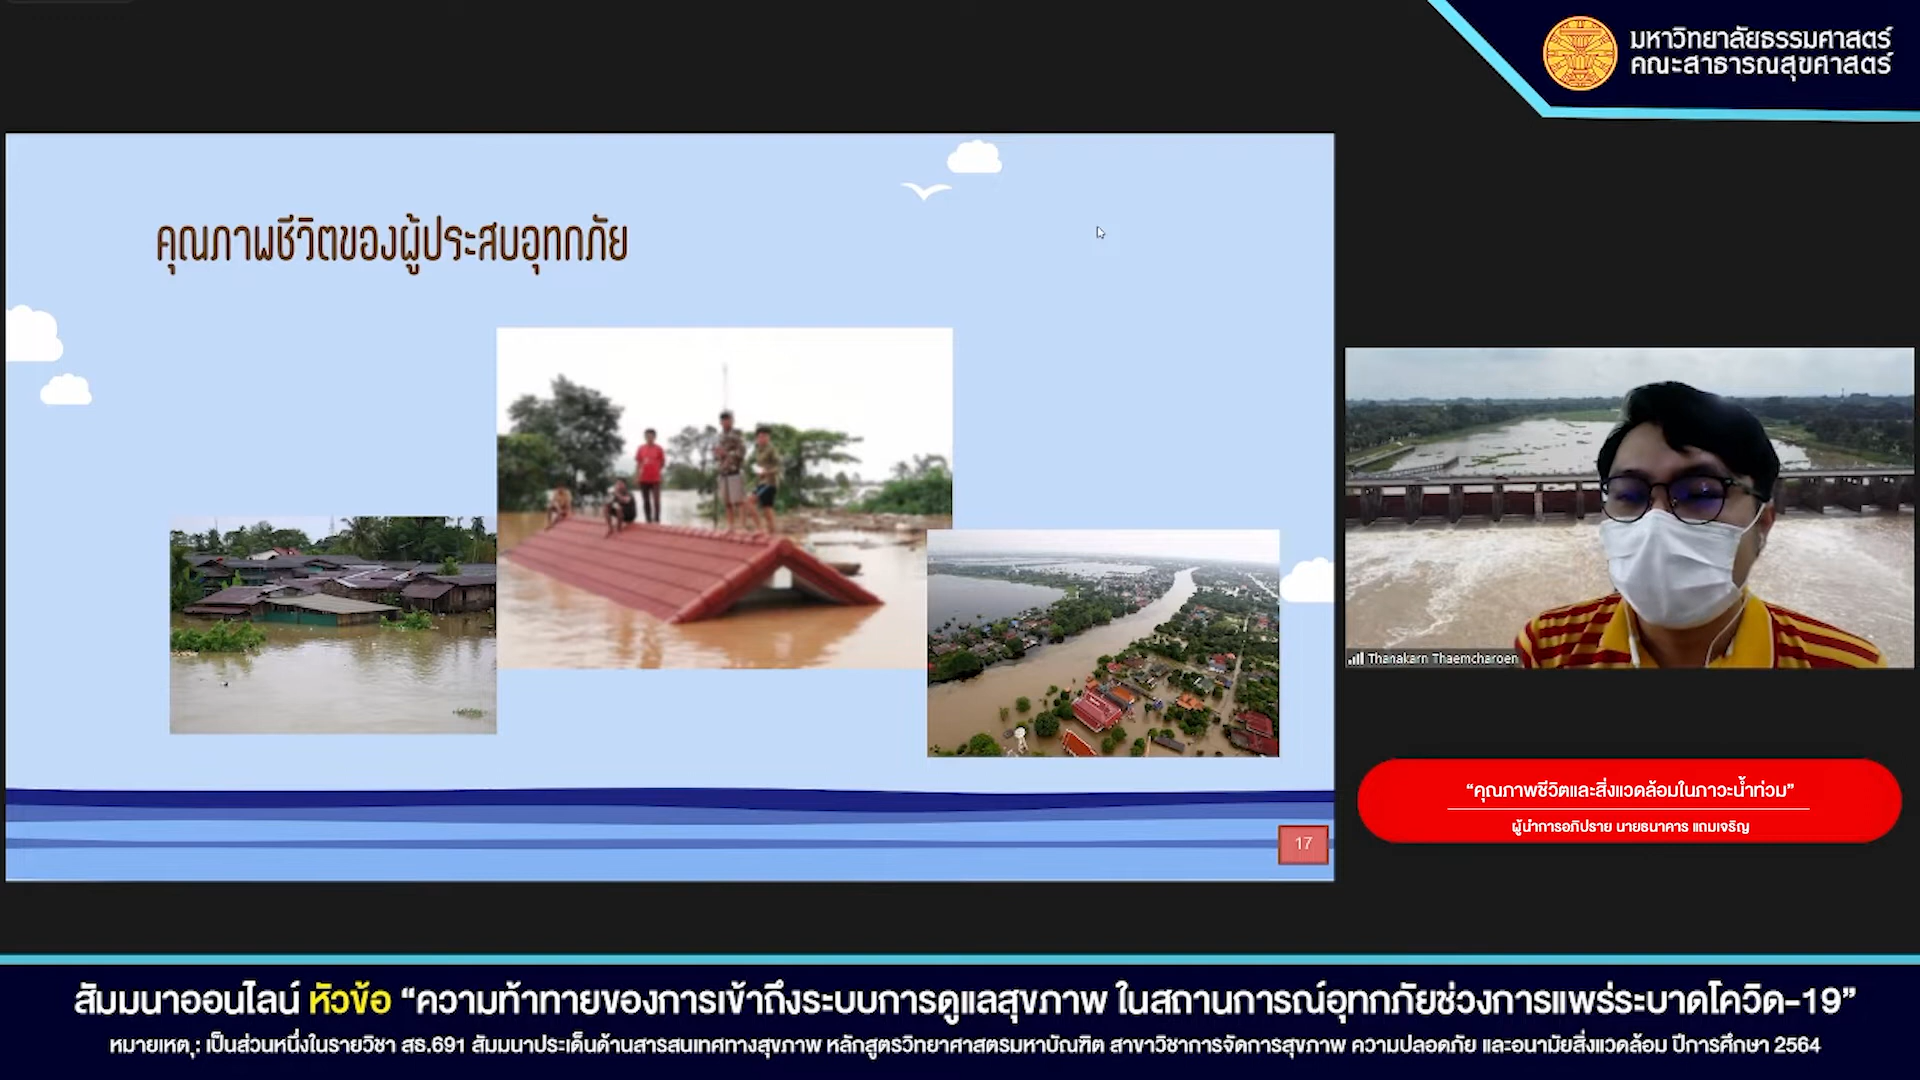 มหาวิทยาลัยธรรมศาสตร์
คณะสาธารณสุขศาสตร์
คุณภาพชีวิตของผู้ประสบอุทกภัย
Thanakarn Thaemcharoen
“คุณภาพชีวิตและสิ่งแวดล้อมในภาวะน้ำท่วม”
ผู้นำการอภิปราย นายธนาคาร แถมเจริญ
17
สัมมนาออนไลน์ หัวข้อ “ความท้าทายของการเข้าถึงระบบการดูแลสุขภาพ ในสถานการณ์อุทกภัยช่วงการแพร่ระบาดโควิด-19”
หมายเหตุ : เป็นส่วนหนึ่งในรายวิชา สธ.691 สัมมนาประเด็นด้านสารสนเทศทางสุขภาพ หลักสูตรวิทยาศาสตรมหาบัณฑิต สาขาวิชาการจัดการสุขภาพ ความปลอดภัย และอนามัยสิ่งแวดล้อม ปีการศึกษา 2564